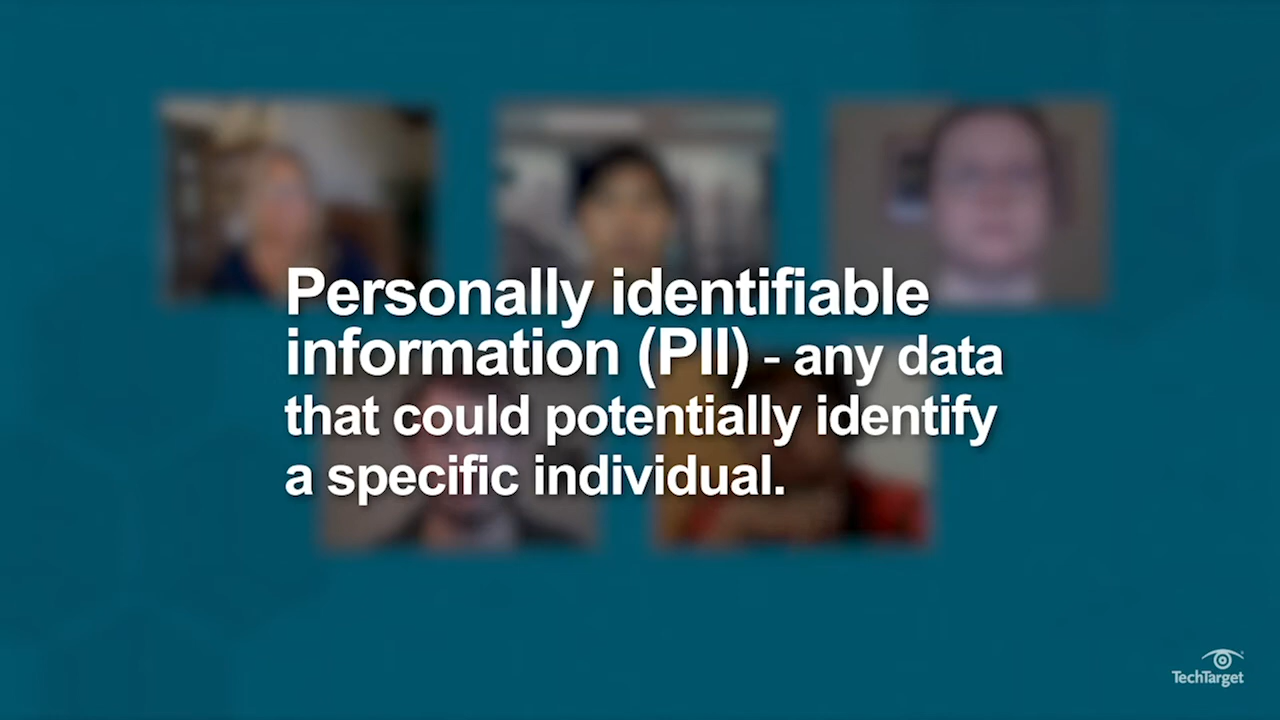 Personally identifiable
information (PII) - any data
that could potentially identify
a specific individual.
TechTarget